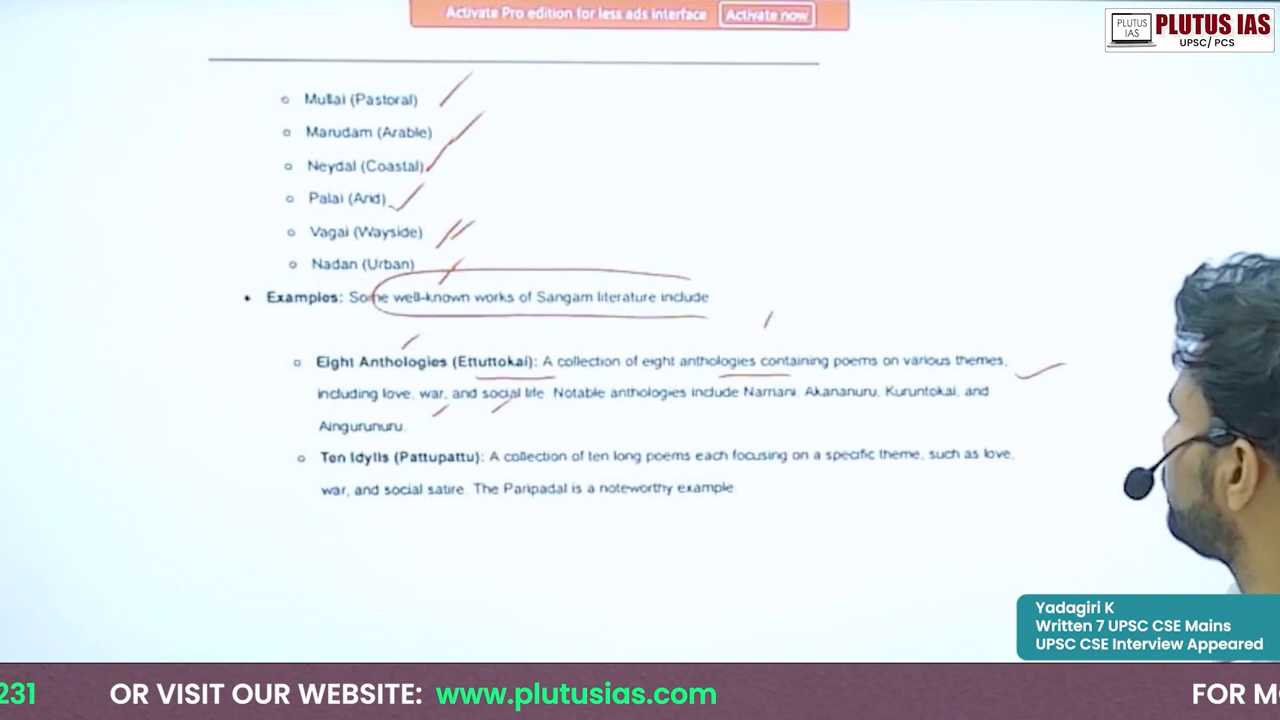 Activate Pro edition for less ads interface Activate now
PLUTUS IAS
PLUTUS IAS
UPSC/ PCS
Mullai (Pastoral)
Marudam (Arable)
Neydal (Coastal)
Palai (Arid)
Vagai (Wayside)
Nadan (Urban)
Examples: Some well-known works of Sangam literature include
Eight Anthologies (Ettuttokai): A collection of eight anthologies containing poems on various themes,
including love, war, and social life. Notable anthologies include Akananuru, Kuruntokai, and
Aingurunuru.
Ten Idylls (Pattupattu): A collection of ten long poems each focusing on a specific theme, such as love,
war, and social satire. The Paripadal is a noteworthy example
Yadagiri K
Written 7 UPSC CSE Mains
UPSC CSE Interview Appeared
231 OR VISIT OUR WEBSITE: www.plutusias.com FOR MO